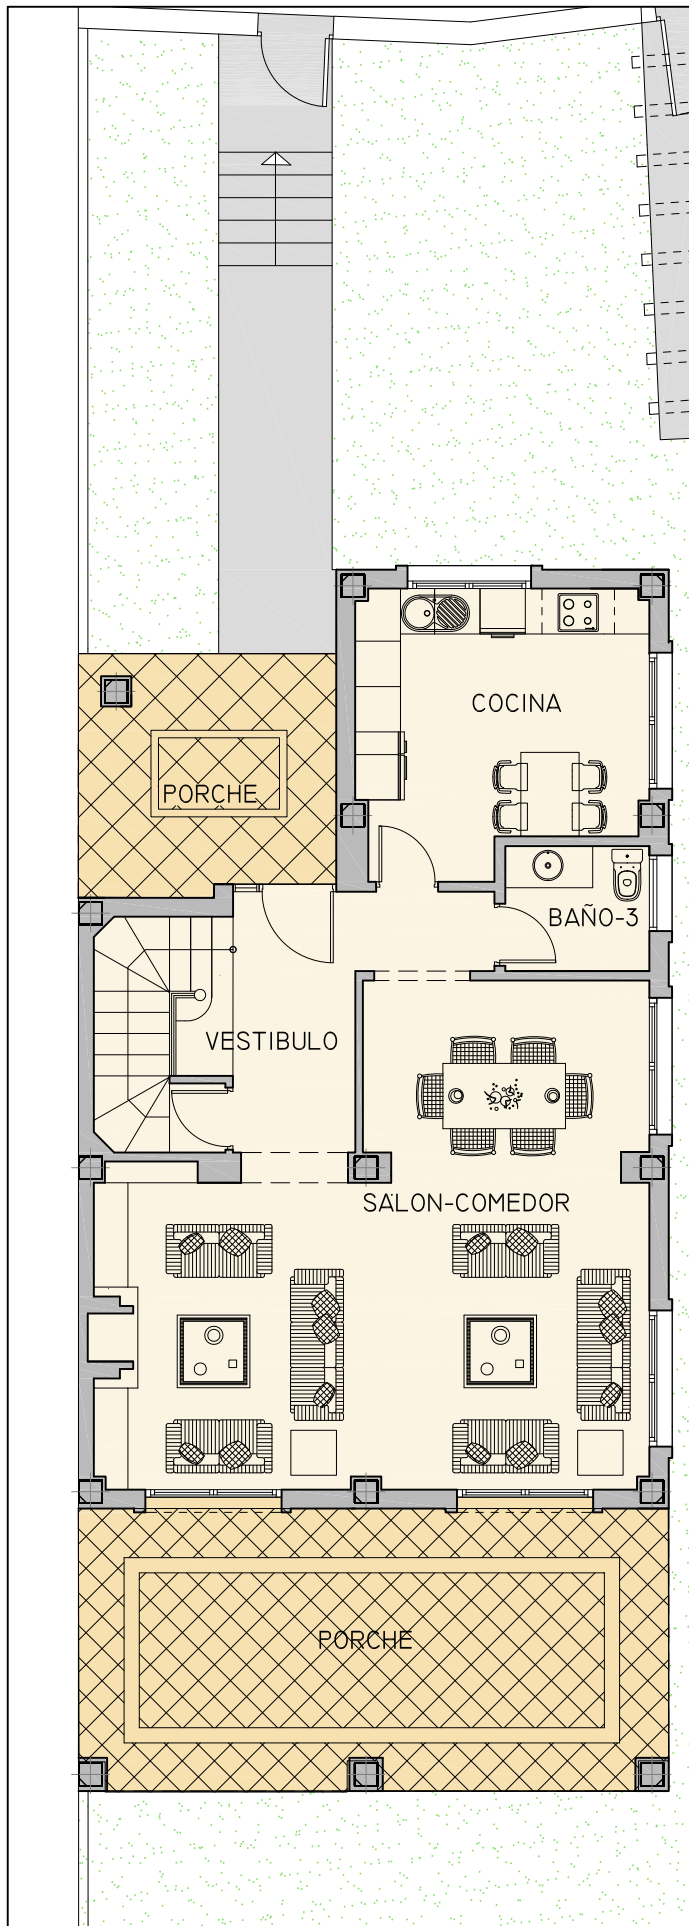 COCINA
PORCHE
BAÑO-3
VESTIBULO
SALON-COMEDOR
PORCHE